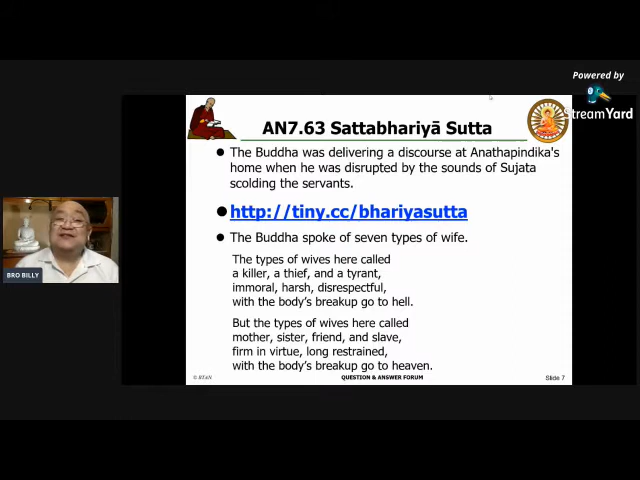 Powered by
StreamYard
AN7.63 Sattabhariyā Sutta
The Buddha was delivering a discourse at Anathapindika's
home when he was disrupted by the sounds of Sujata
scolding the servants.
http://tiny.cc/bhariyasutta
The Buddha spoke of seven types of wife.
The types of wives here called
a killer, a thief, and a tyrant,
immoral, harsh, disrespectful,
with the body's breakup go to hell.
But the types of wives here called
mother, sister, friend, and slave,
firm in virtue, long restrained,
with the body's breakup go to heaven.
BRO BILLY
© BTAN
QUESTION & ANSWER FORUM
Slide 7